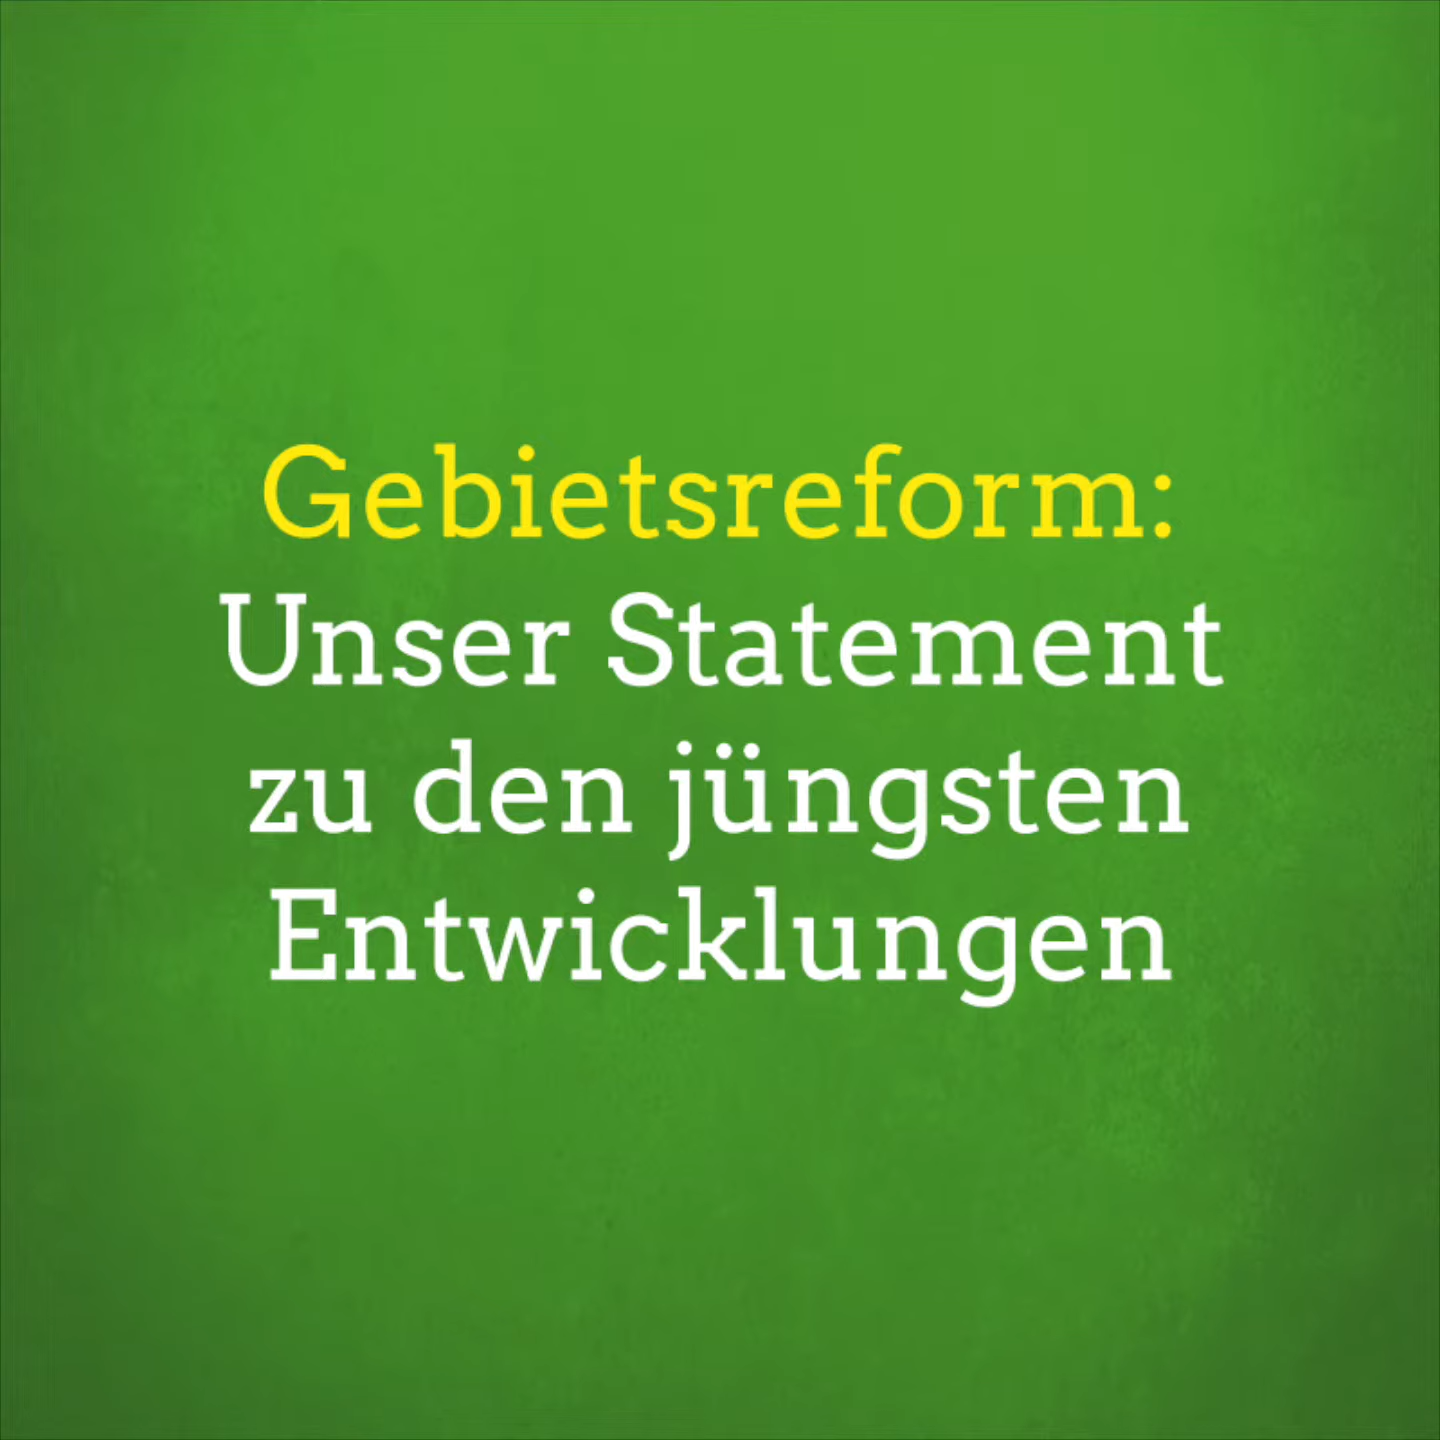 Gebietsreform:
Unser Statement
zu den jüngsten
Entwicklungen